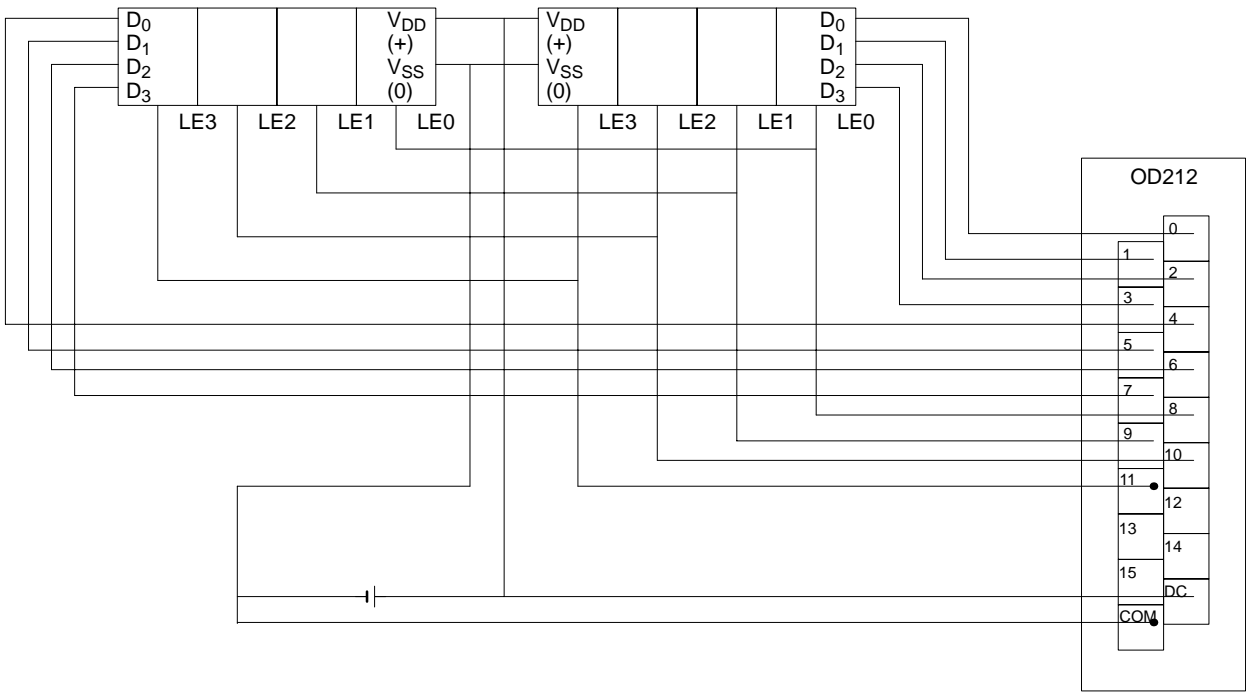 D0 VDD VDD D0
D1 (+) (+) D1
D2 VSS VSS D2
D3 (0) (0) D3
LE3 LE2 LE1 LE0 LE3 LE2 LE1 LE0
OD212
0
1
2
3
4
5
6
7
8
9
10
11
12
13
14
15
DC
COM